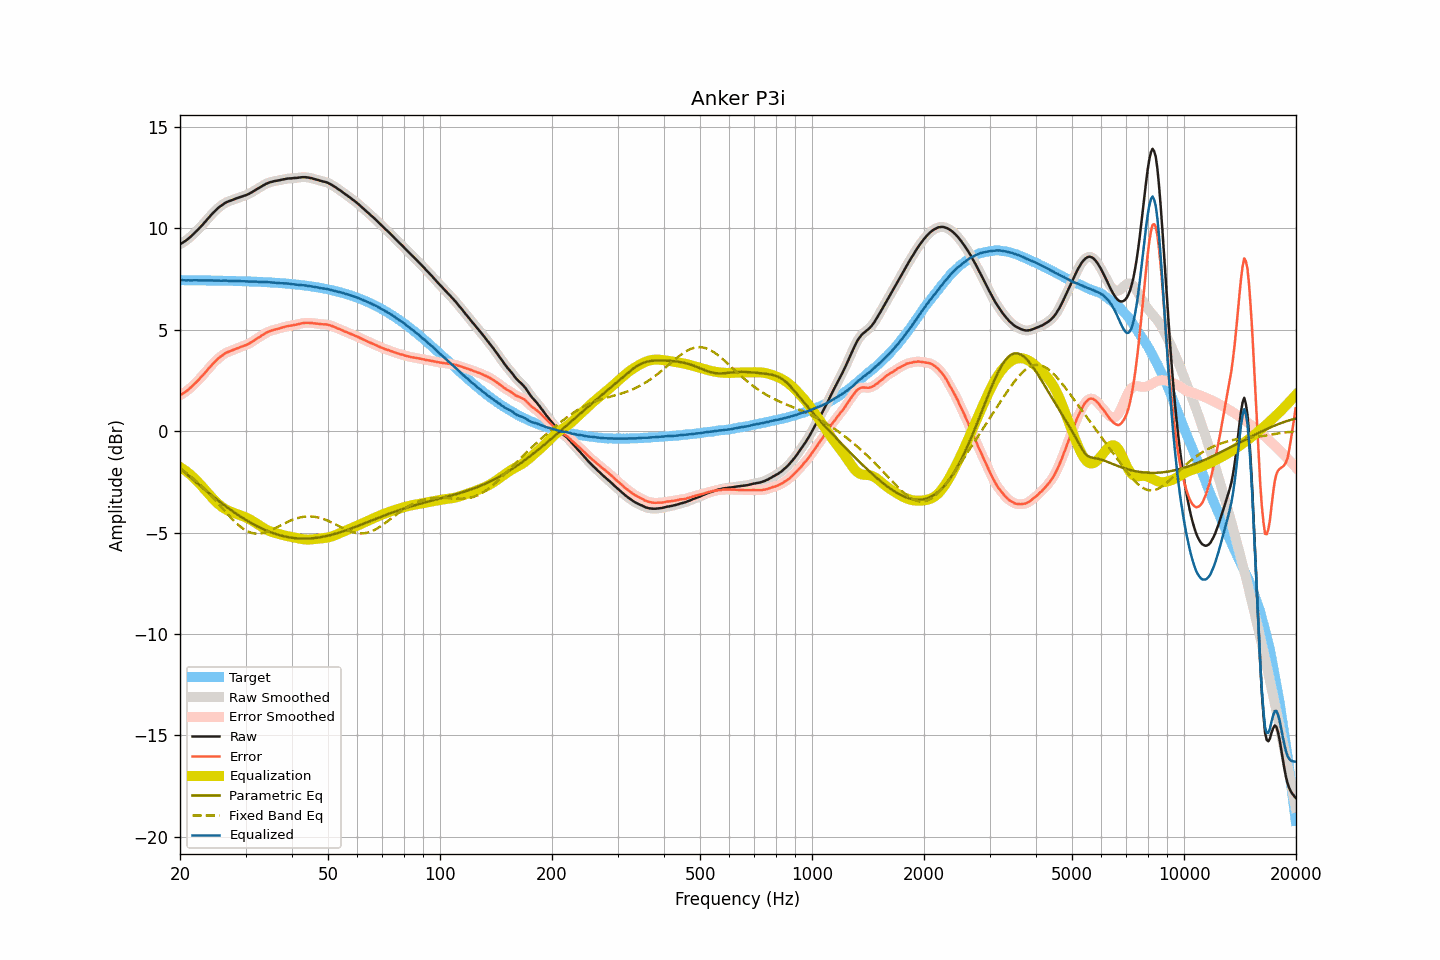 Anker P3i
15
10
5
0
−5
−10
−15
−20
Amplitude (dBr)
Target
Raw Smoothed
Error Smoothed
Raw
Error
Equalization
Parametric Eq
Fixed Band Eq
Equalized
20 50 100 200 500 1000 2000 5000 10000 20000
Frequency (Hz)